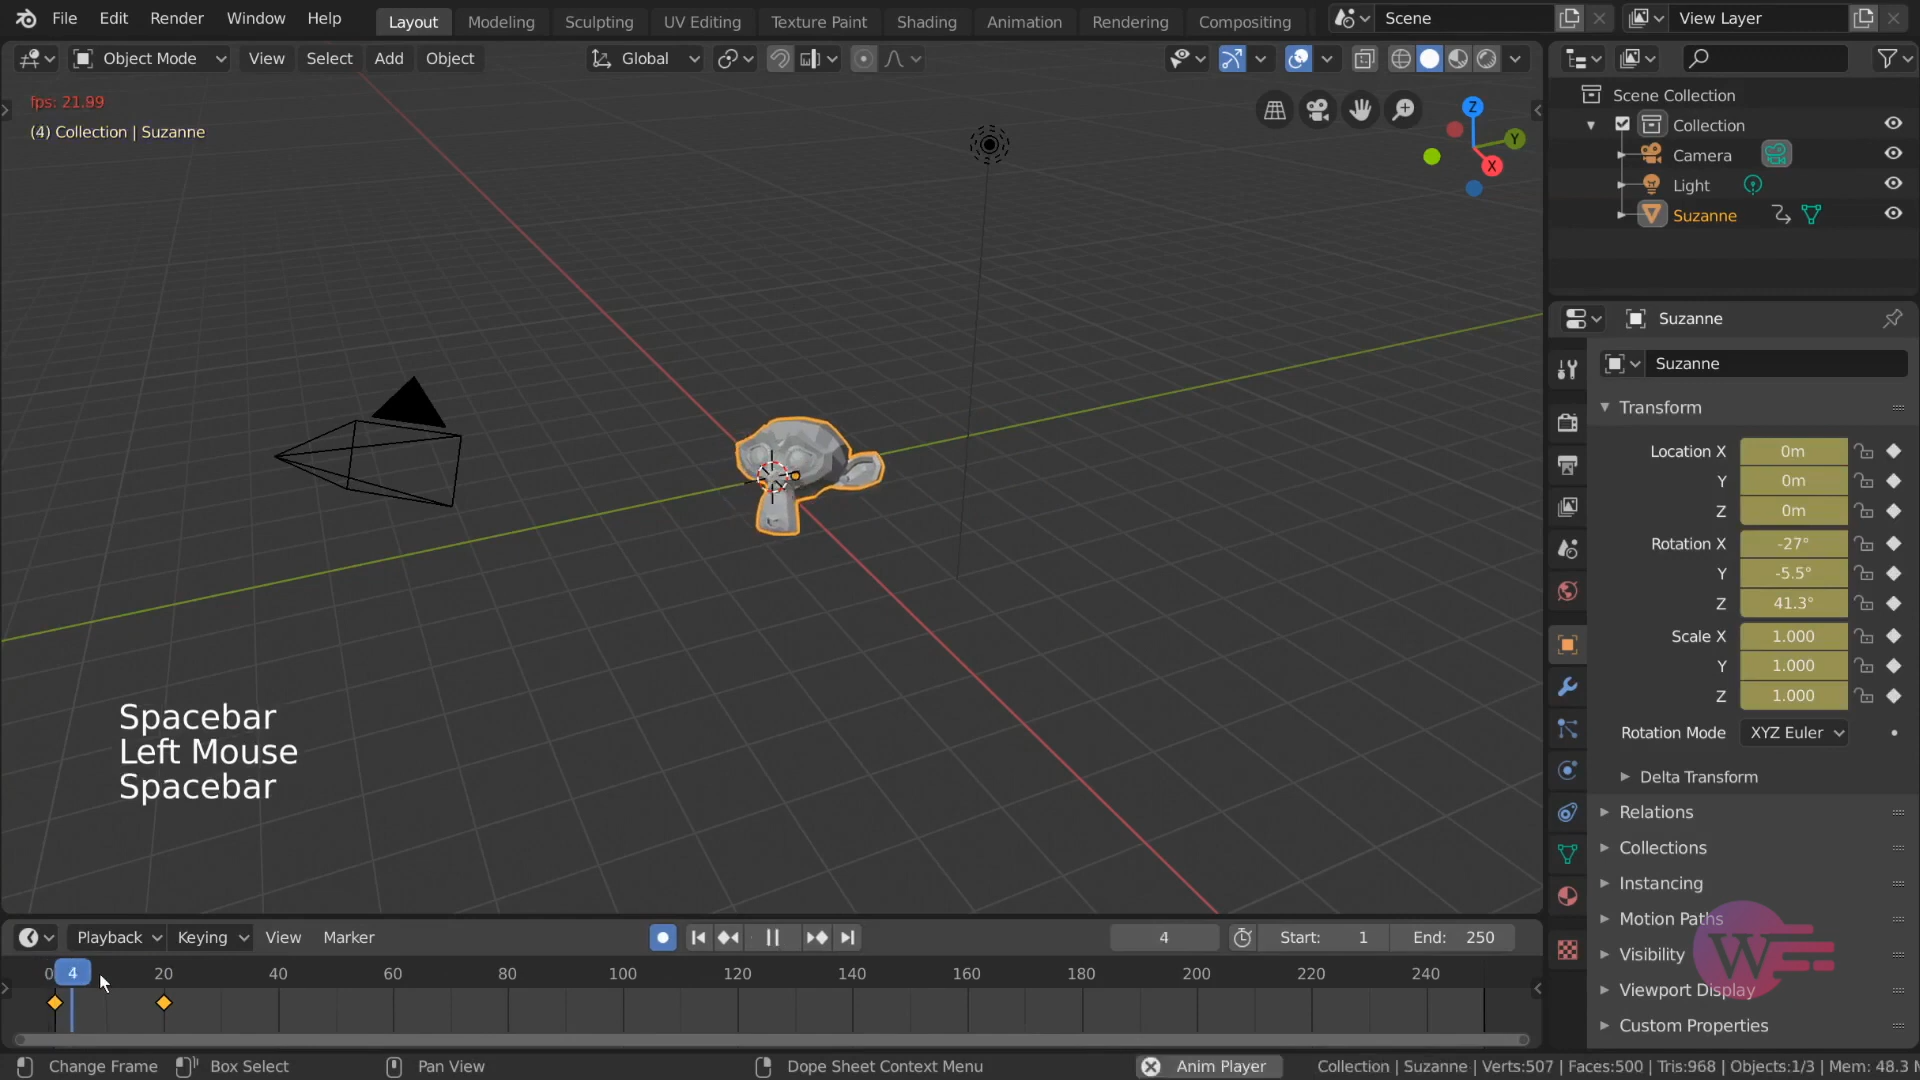 File Edit Render Window Help Layout Modeling Sculpting UV Editing Texture Paint Shading Animation Rendering Compositing Scene View Layer
Object Mode View Select Add Object Global
fps: 21.99
(4) Collection | Suzanne
Z
Y
X
Scene Collection
Collection
Camera
Light
Suzanne
Suzanne
Suzanne
Transform
Location X 0m
Y 0m
Z 0m
Rotation X -27°
Y -5.5°
Z 41.3°
Scale X 1.000
Y 1.000
Z 1.000
Rotation Mode XYZ Euler
Delta Transform
Relations
Collections
Instancing
Motion Paths
Visibility
Viewport Display
Custom Properties
W
Spacebar
Left Mouse
Spacebar
Playback Keying View Marker 4 Start: 1 End: 250
0 4 20 40 60 80 100 120 140 160 180 200 220 240
Change Frame Box Select Pan View Dope Sheet Context Menu Anim Player Collection | Suzanne | Verts:507 | Faces:500 | Tris:968 | Objects:1/3 | Mem: 48.3 M